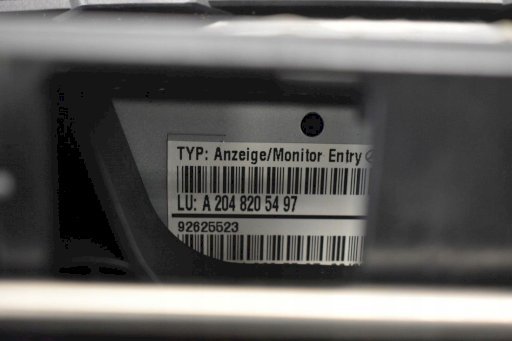 TYP: Anzeige/Monitor Entry
LU: A 204 820 54 97
92625523